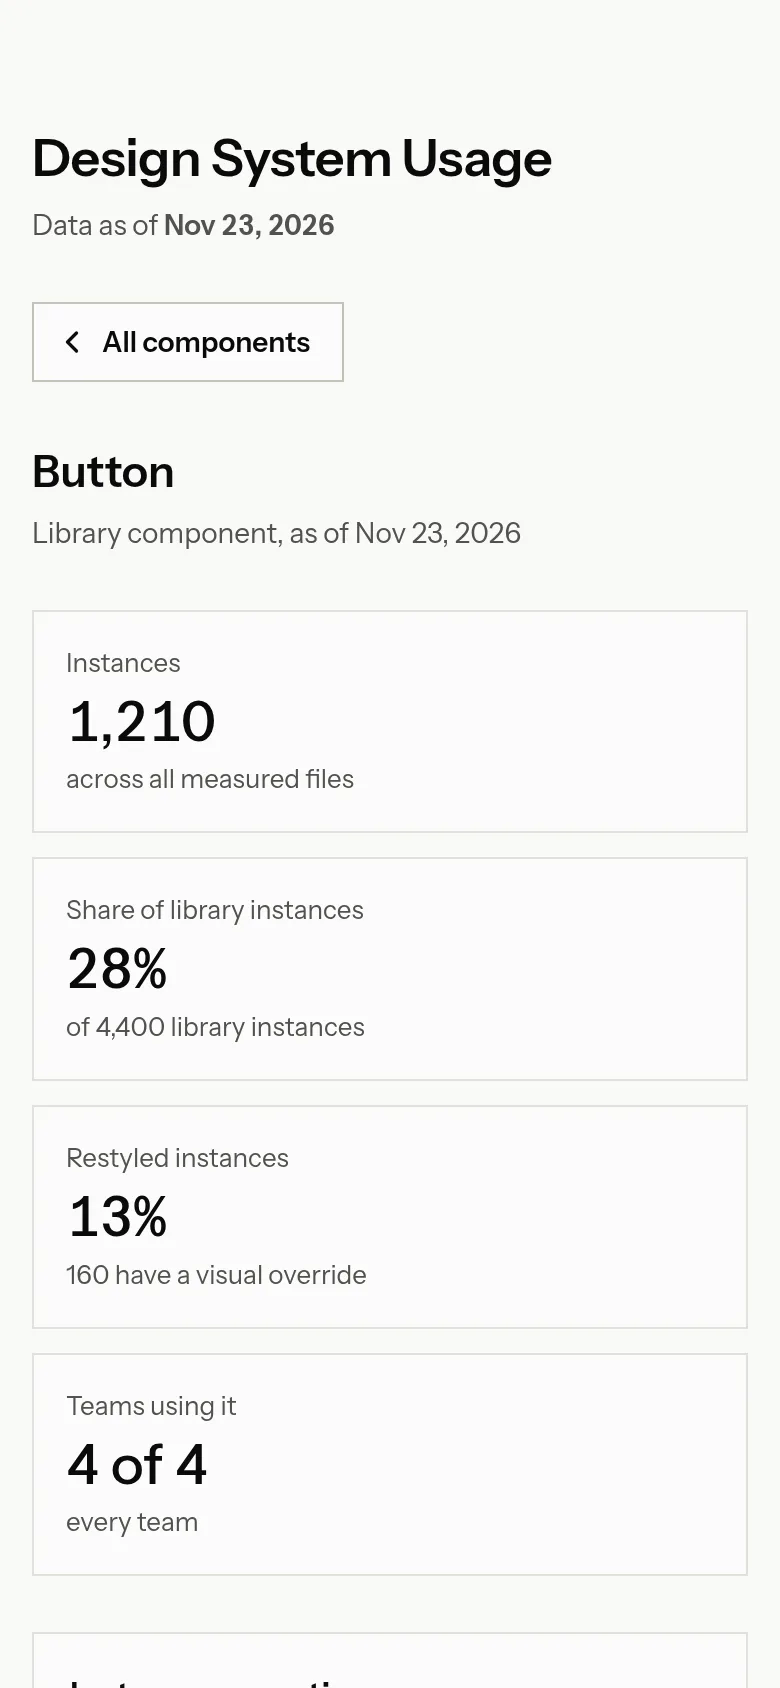 Design System Usage
Data as of Nov 23, 2026
All components
Button
Library component, as of Nov 23, 2026
Instances
1,210
across all measured files
Share of library instances
28%
of 4,400 library instances
Restyled instances
13%
160 have a visual override
Teams using it
4 of 4
every team